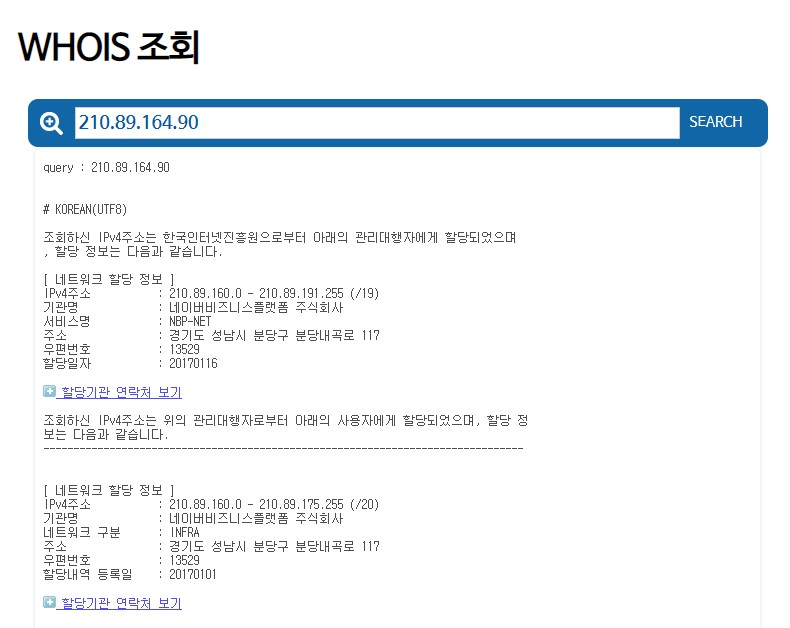 WHOIS 조회
210.89.164.90 SEARCH
query : 210.89.164.90
# KOREAN(UTF8)
조회하신 IPv4주소는 한국인터넷진흥원으로부터 아래의 관리대행자에게 할당되었으며
, 할당 정보는 다음과 같습니다.
[ 네트워크 할당 정보 ]
IPv4주소 : 210.89.160.0 - 210.89.191.255 (/19)
기관명 : 네이버비즈니스플랫폼 주식회사
서비스명 : NBP-NET
주소 : 경기도 성남시 분당구 분당내곡로 117
우편번호 : 13529
할당일자 : 20170116
할당기관 연락처 보기
조회하신 IPv4주소는 위의 관리대행자로부터 아래의 사용자에게 할당되었으며, 할당 정
보는 다음과 같습니다.
--------------------------------------------------------------------------------
[ 네트워크 할당 정보 ]
IPv4주소 : 210.89.160.0 - 210.89.175.255 (/20)
기관명 : 네이버비즈니스플랫폼 주식회사
네트워크 구분 : INFRA
주소 : 경기도 성남시 분당구 분당내곡로 117
우편번호 : 13529
할당내역 등록일 : 20170101
할당기관 연락처 보기